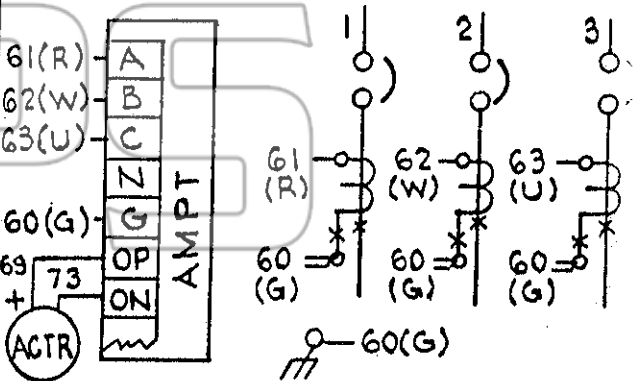 61(R)
62(W)
63(U)
60(G)
69
73
+
ACTR
A
B
C
N
G
OP
ON
AMPT
1
2
3
61
(R)
62
(W)
63
(U)
60
(G)
60
(G)
60
(G)
60(G)